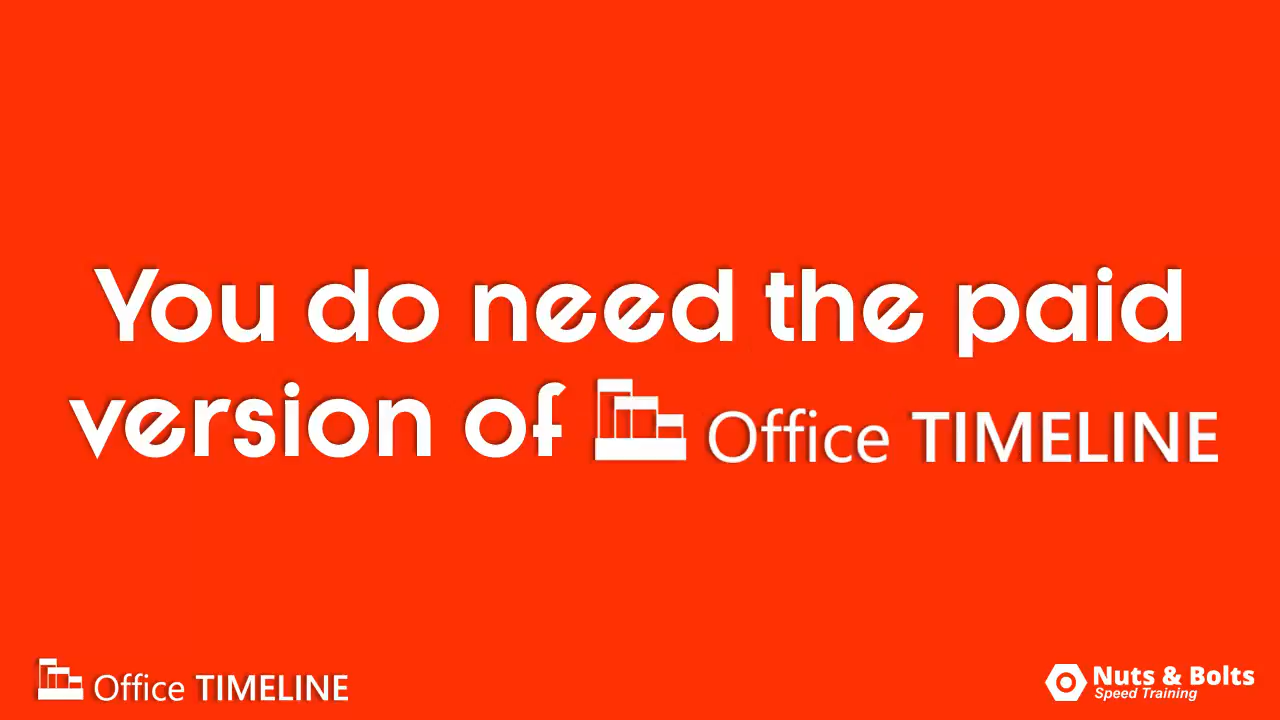 You do need the paid
version of Office TIMELINE
Office TIMELINE
Nuts & Bolts
Speed Training